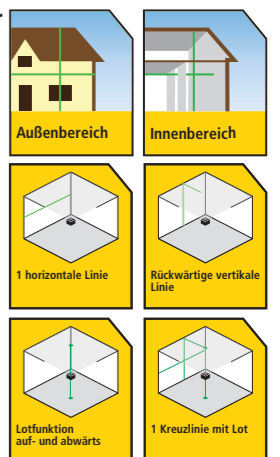 Außenbereich
Innenbereich
1 horizontale Linie
Rückwärtige vertikale
Linie
Lotfunktion
auf- und abwärts
1 Kreuzlinie mit Lot